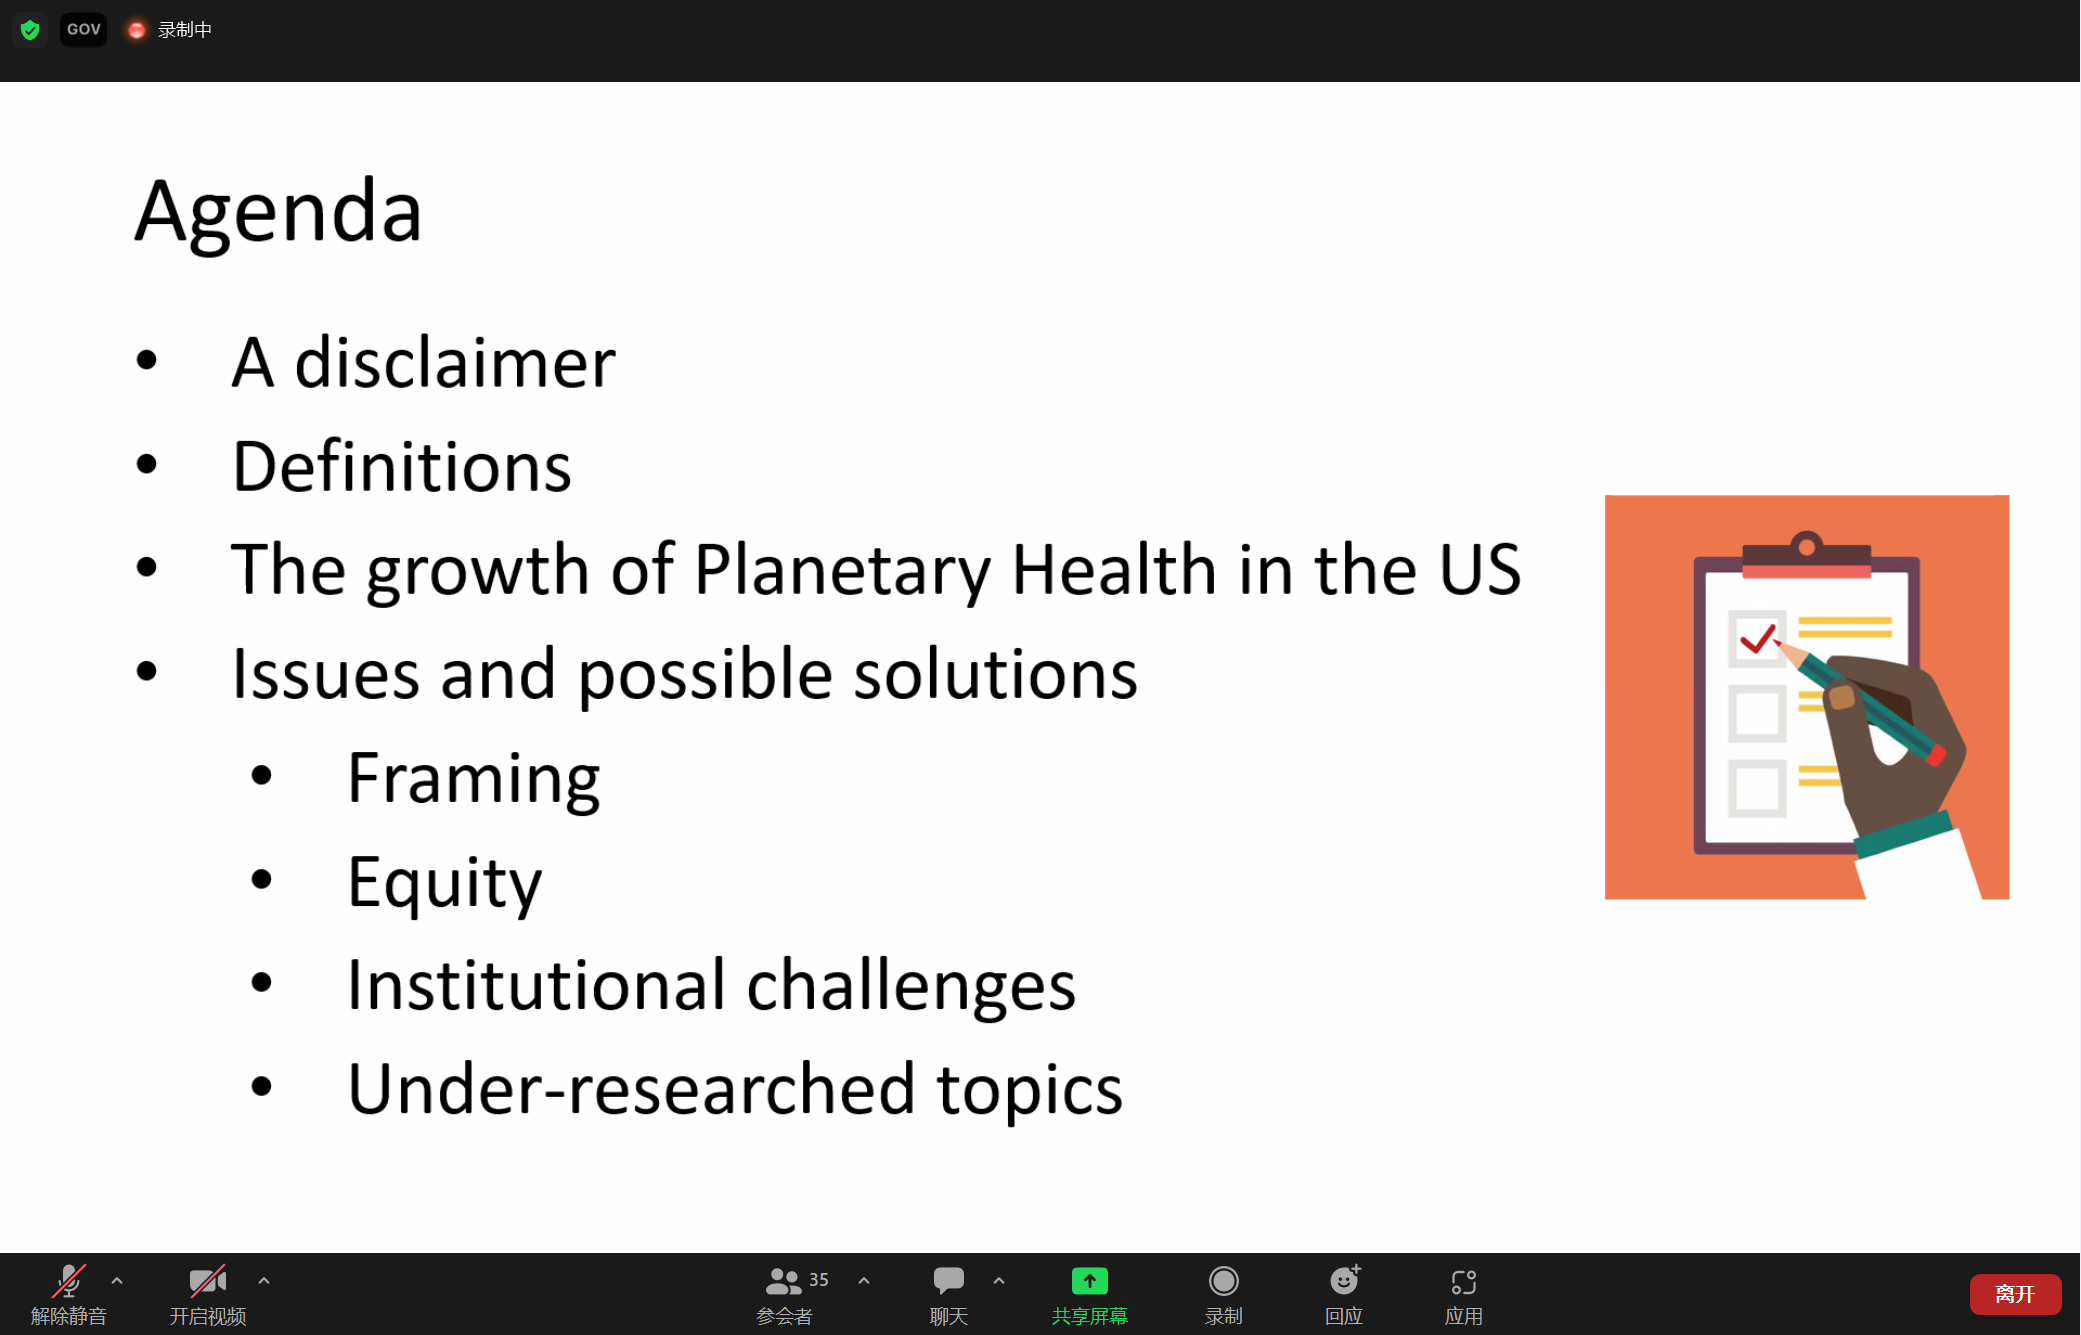 GOV 录制中
Agenda
• A disclaimer
• Definitions
• The growth of Planetary Health in the US
• Issues and possible solutions
• Framing
• Equity
• Institutional challenges
• Under-researched topics
35
解除静音 开启视频 参会者 聊天 共享屏幕 录制 回应 应用 离开